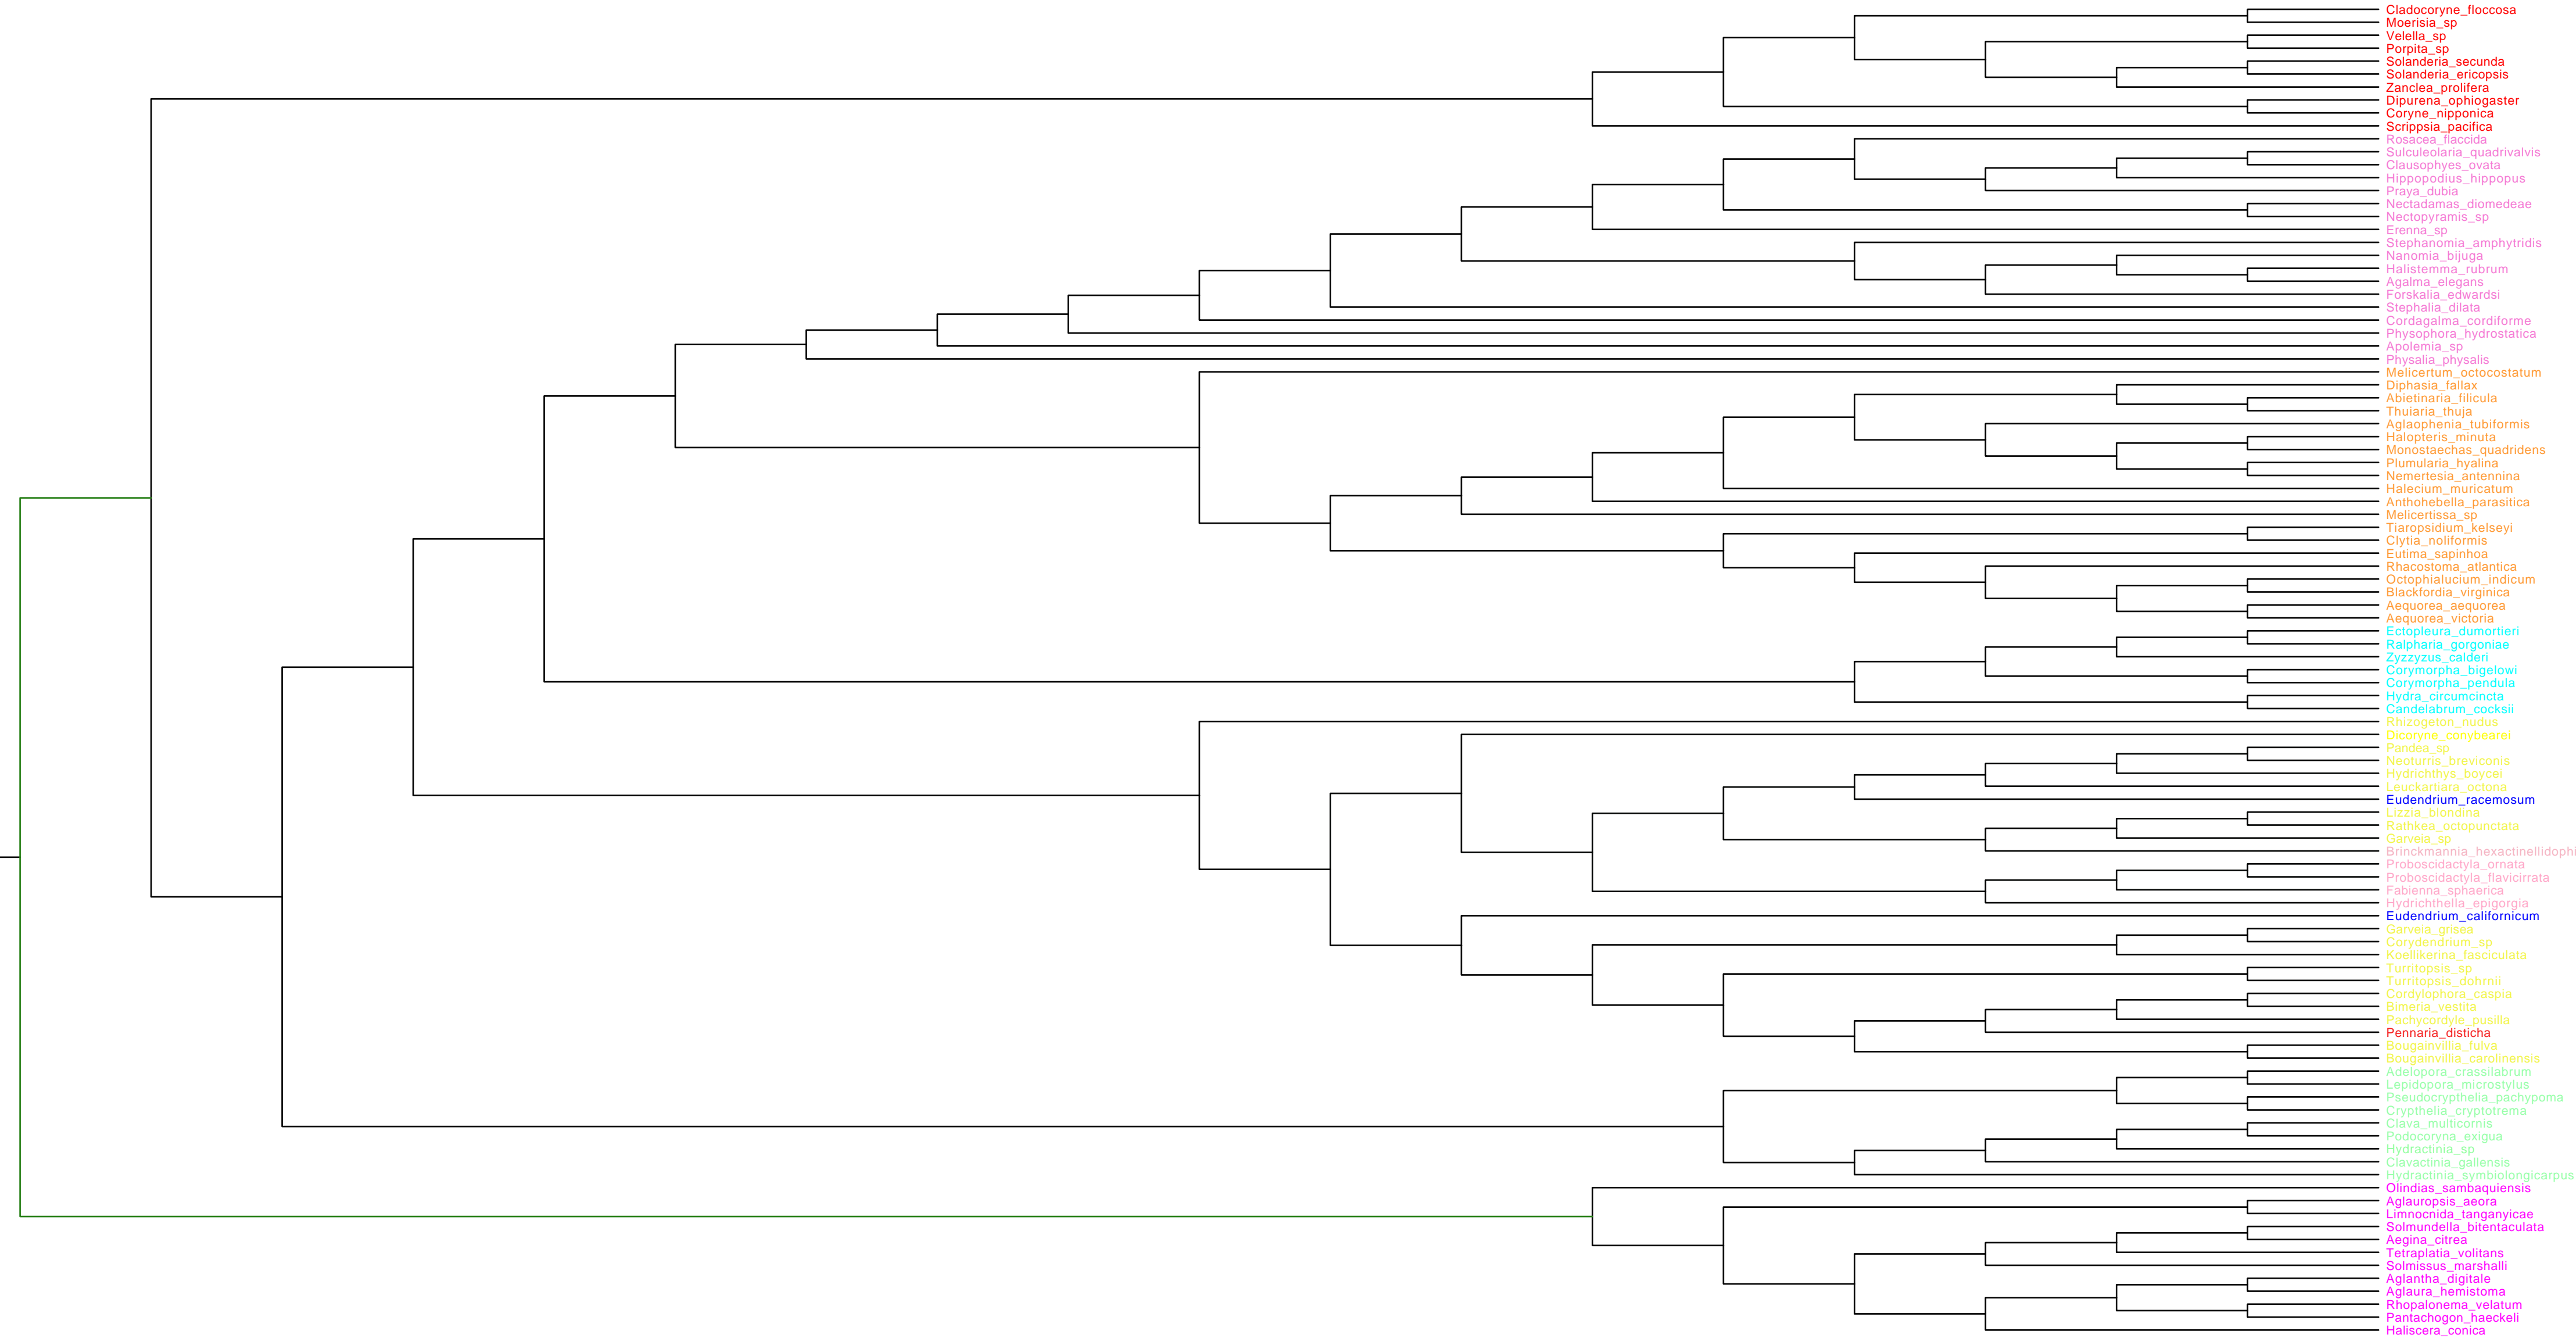 Cladocoryne_floccosa
Moerisia_sp
Velella_sp
Porpita_sp
Solanderia_secunda
Solanderia_ericopsis
Zanclea_prolifera
Dipurena_ophiogaster
Coryne_nipponica
Scrippsia_pacifica
Rosacea_flaccida
Sulculeolaria_quadrivalvis
Clausophyes_ovata
Hippopodius_hippopus
Praya_dubia
Nectadamas_diomedeae
Nectopyramis_sp
Erenna_sp
Stephanomia_amphytridis
Nanomia_bijuga
Halistemma_rubrum
Agalma_elegans
Forskalia_edwardsi
Stephalia_dilata
Cordagalma_cordiforme
Physophora_hydrostatica
Apolemia_sp
Physalia_physalis
Melicertum_octocostatum
Diphasia_fallax
Abietinaria_filicula
Thuiaria_thuja
Aglaophenia_tubiformis
Halopteris_minuta
Monostaechas_quadridens
Plumularia_hyalina
Nemertesia_antennina
Halecium_muricatum
Anthohebella_parasitica
Melicertissa_sp
Tiaropsidium_kelseyi
Clytia_noliformis
Eutima_sapinhoa
Rhacostoma_atlantica
Octophialucium_indicum
Blackfordia_virginica
Aequorea_aequorea
Aequorea_victoria
Ectopleura_dumortieri
Ralpharia_gorgoniae
Zyzzyzus_calderi
Corymorpha_bigelowi
Corymorpha_pendula
Hydra_circumcincta
Candelabrum_cocksii
Rhizogeton_nudus
Dicoryne_conybearei
Pandea_sp
Neoturris_breviconis
Hydrichthys_boycei
Leuckartiara_octona
Eudendrium_racemosum
Lizzia_blondina
Rathkea_octopunctata
Garveia_sp
Brinckmannia_hexactinellidophi
Proboscidactyla_ornata
Proboscidactyla_flavicirrata
Fabienna_sphaerica
Hydrichthella_epigorgia
Eudendrium_californicum
Garveia_grisea
Corydendrium_sp
Koellikerina_fasciculata
Turritopsis_sp
Turritopsis_dohrnii
Cordylophora_caspia
Bimeria_vestita
Pachycordyle_pusilla
Pennaria_disticha
Bougainvillia_fulva
Bougainvillia_carolinensis
Adelopora_crassilabrum
Lepidopora_microstylus
Pseudocrypthelia_pachypoma
Crypthelia_cryptotrema
Clava_multicornis
Podocoryna_exigua
Hydractinia_sp
Clavactinia_gallensis
Hydractinia_symbiolongicarpus
Olindias_sambaquiensis
Aglauropsis_aeora
Limnocnida_tanganyicae
Solmundella_bitentaculata
Aegina_citrea
Tetraplatia_volitans
Solmissus_marshalli
Aglantha_digitale
Aglaura_hemistoma
Rhopalonema_velatum
Pantachogon_haeckeli
Haliscera_conica